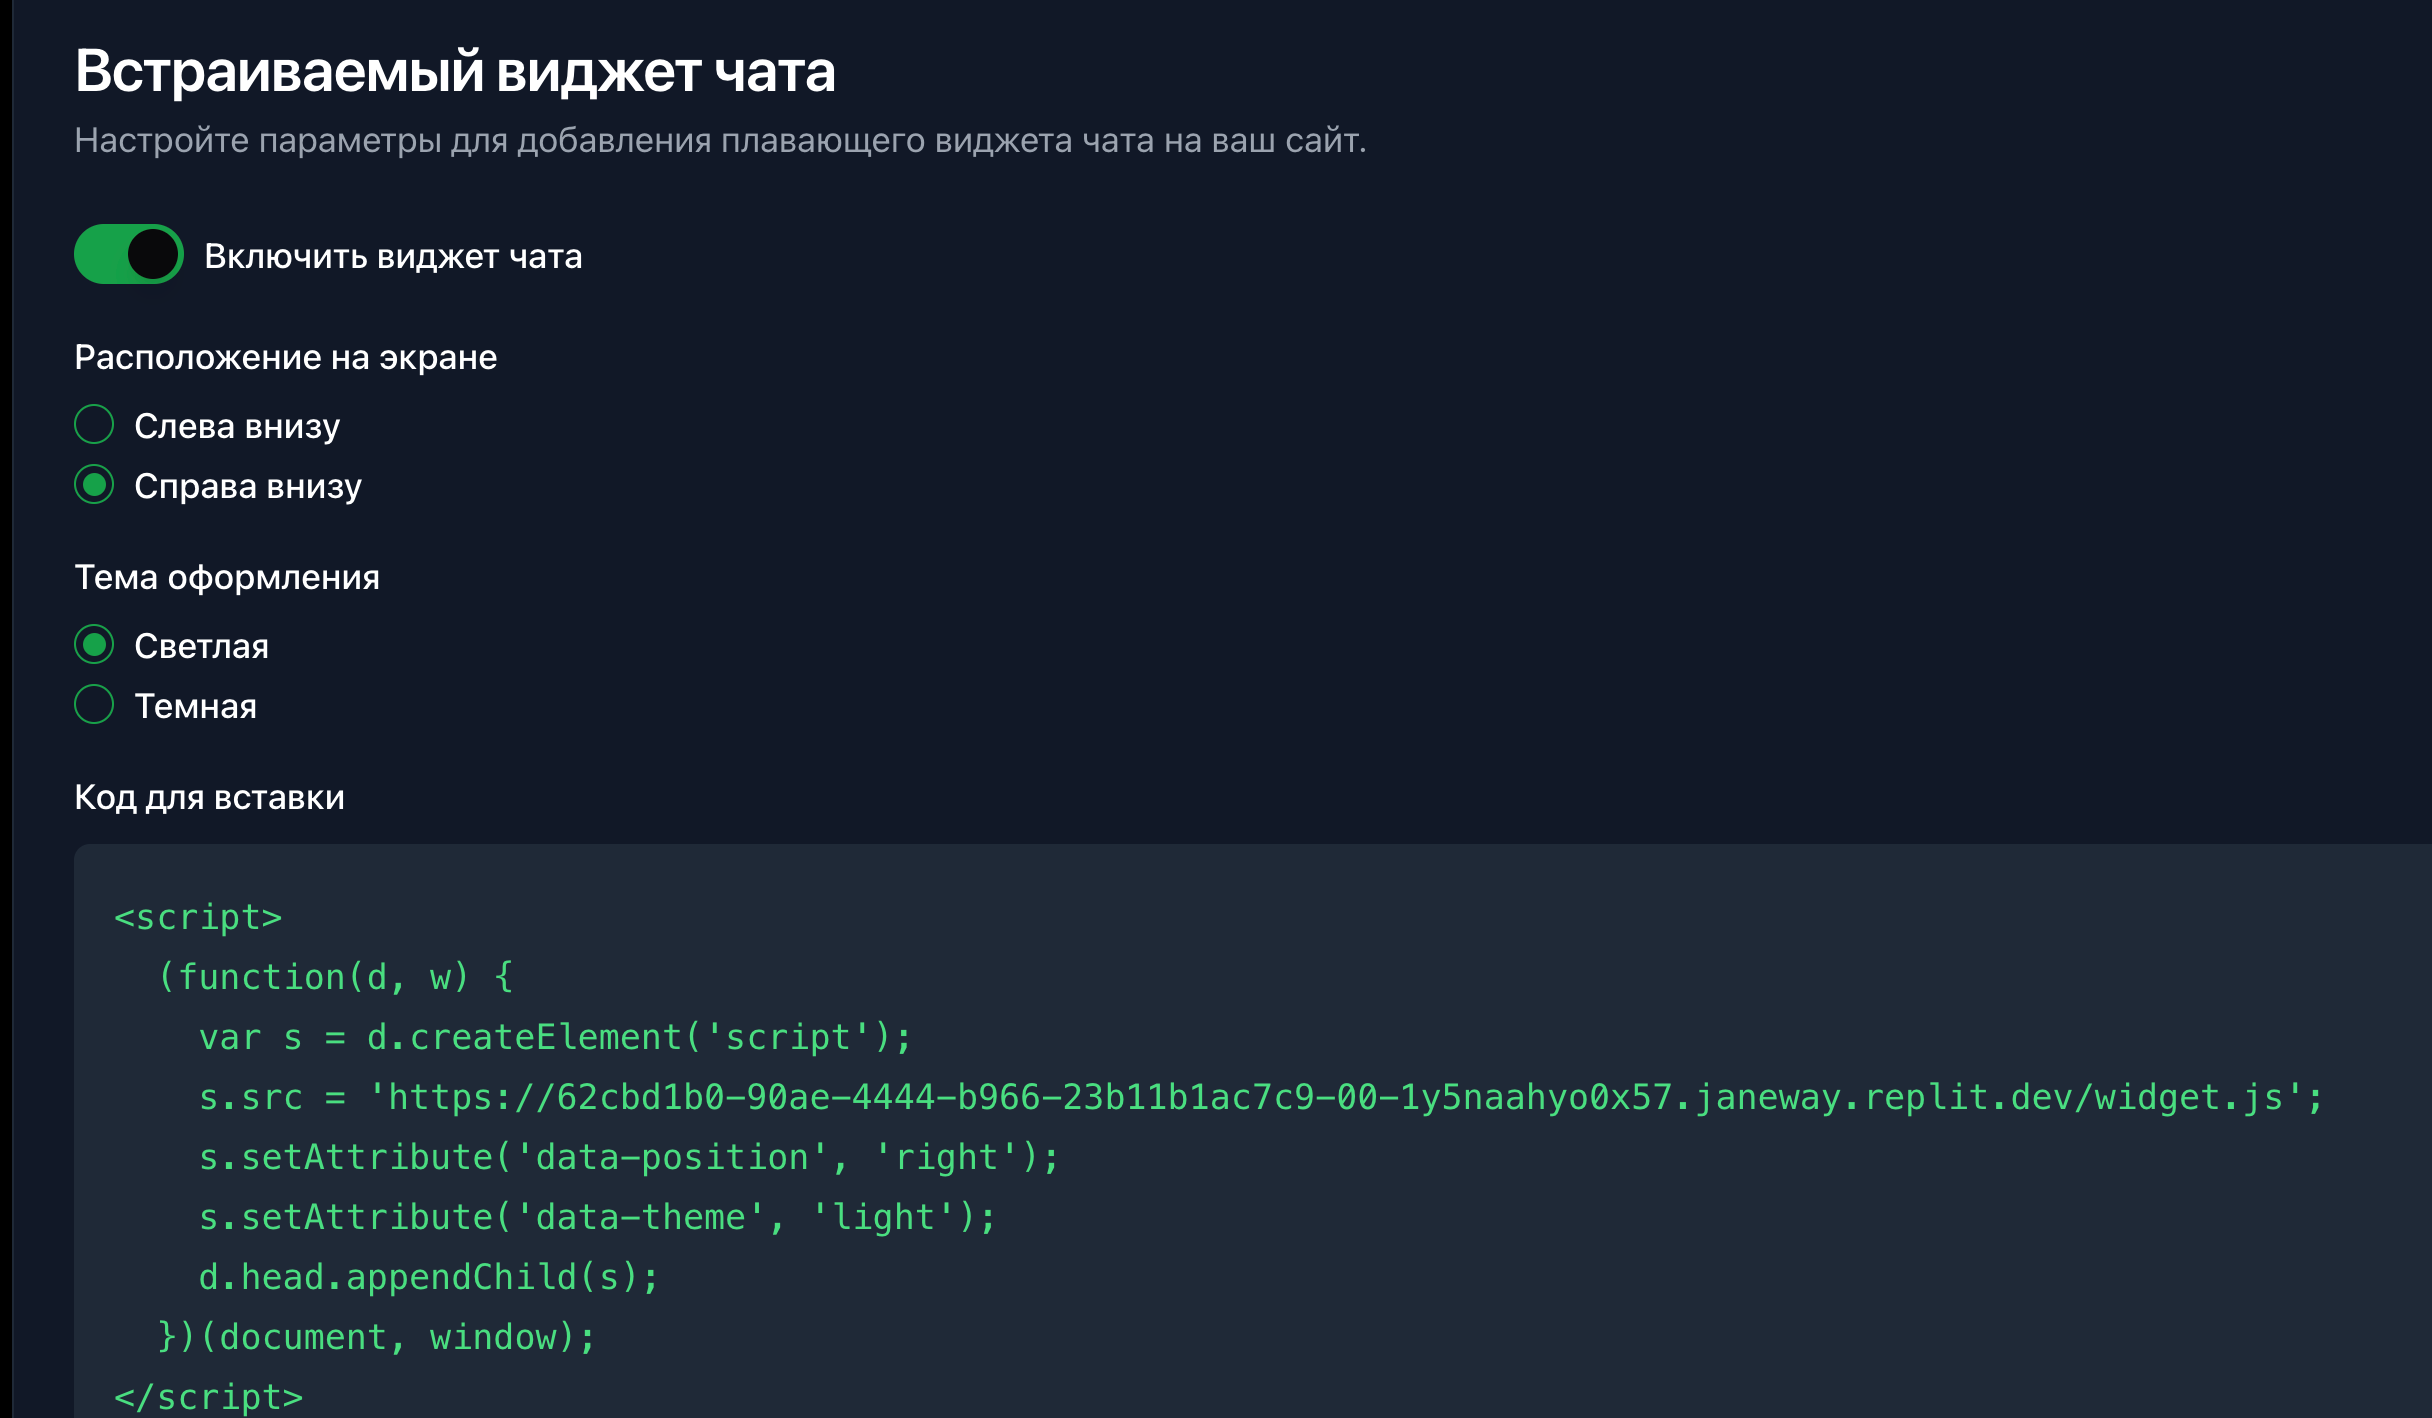 Встраиваемый виджет чата
Настройте параметры для добавления плавающего виджета чата на ваш сайт.
Включить виджет чата
Расположение на экране
Слева внизу
Справа внизу
Тема оформления
Светлая
Темная
Код для вставки
<script>
  (function(d, w) {
    var s = d.createElement('script');
    s.src = 'https://62cbd1b0-90ae-4444-b966-23b11b1ac7c9-00-1y5naahyo0x57.janeway.replit.dev/widget.js';
    s.setAttribute('data-position', 'right');
    s.setAttribute('data-theme', 'light');
    d.head.appendChild(s);
  })(document, window);
</script>